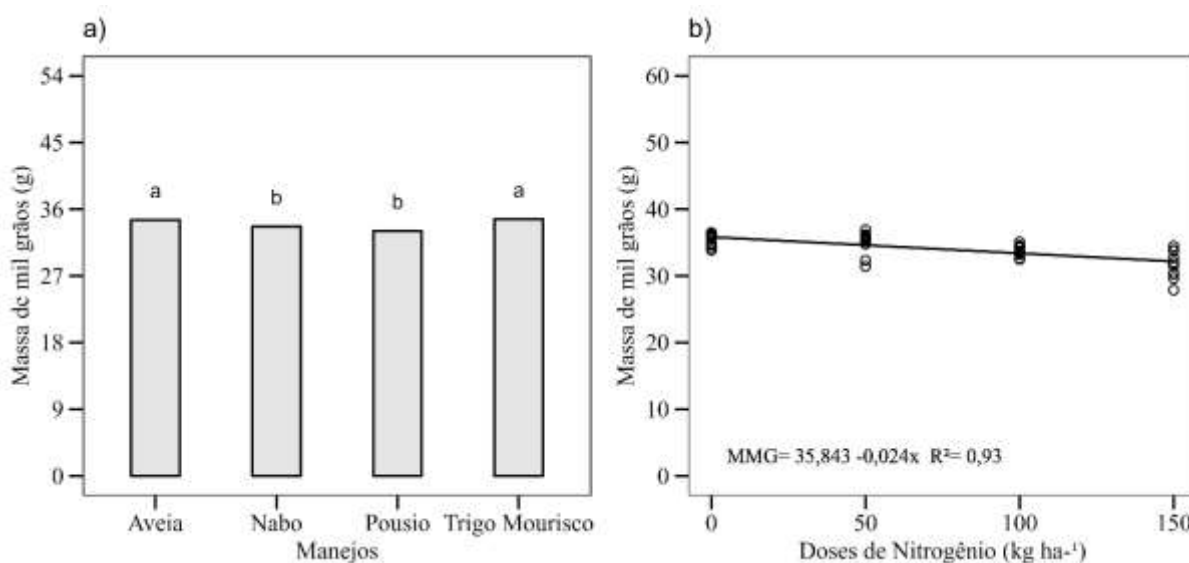 a)
Massa de mil grãos (g)
54
45
36
27
18
9
0
a
b
b
a
Aveia
Nabo
Pousio
Trigo Mourisco
Manejos
b)
Massa de mil grãos (g)
60
50
40
30
20
10
0
MMG= 35,843 -0,024x R²= 0,93
0
50
100
150
Doses de Nitrogênio (kg ha-¹)